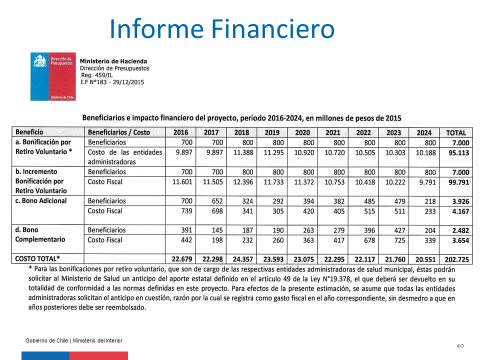 Informe Financiero
Ministerio de Hacienda
Dirección de Presupuestos
Reg. 459/IL
I.F Nº183 - 29/12/2015
Beneficiarios e impacto financiero del proyecto, período 2016-2024, en millones de pesos de 2015
Beneficio Beneficiarios / Costo 2016 2017 2018 2019 2020 2021 2022 2023 2024 TOTAL
a. Bonificación por Beneficiarios 700 700 800 800 800 800 800 800 800 7.000
Retiro Voluntario * Costo de las entidades 9.897 9.897 11.388 11.295 10.920 10.720 10.505 10.303 10.188 95.113
administradoras
b. Incremento Beneficiarios 700 700 800 800 800 800 800 800 800 7.000
Bonificación por Costo Fiscal 11.601 11.505 12.396 11.733 11.372 10.753 10.418 10.222 9.791 99.791
Retiro Voluntario
c. Bono Adicional Beneficiarios 700 652 324 292 394 382 485 479 218 3.926
Costo Fiscal 739 698 341 305 420 405 515 511 233 4.167
d. Bono Beneficiarios 391 145 187 190 263 279 396 427 204 2.482
Complementario Costo Fiscal 442 198 232 260 363 417 678 725 339 3.654
COSTO TOTAL* 22.679 22.298 24.357 23.593 23.075 22.295 22.117 21.760 20.551 202.725
* Para las bonificaciones por retiro voluntario, que son de cargo de las respectivas entidades administradoras de salud municipal, éstas podrán
solicitar al Ministerio de Salud un anticipo del aporte estatal definido en el artículo 49 de la Ley Nº19.378, el que deberá ser devuelto en su
totalidad de conformidad a las normas definidas en este proyecto. Para efectos de la presente estimación, se asume que todas las entidades
administradoras solicitan el anticipo en cuestión, razón por la cual se registra como gasto fiscal en el año correspondiente, sin desmedro a que en
años posteriores debe ser reembolsado.
Gobierno de Chile | Ministerio del Interior
40